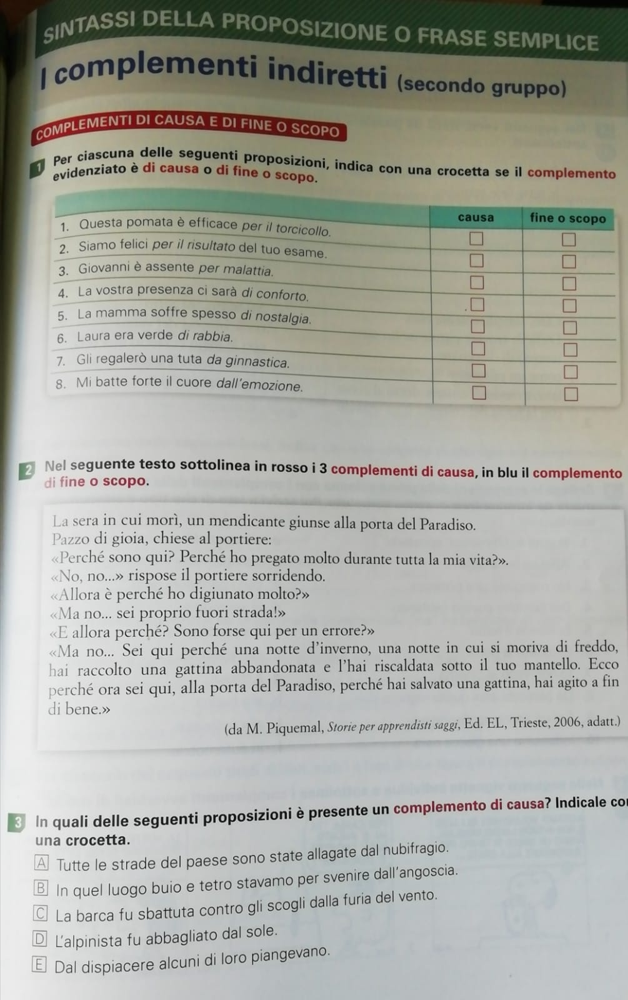 SINTASSI DELLA PROPOSIZIONE O FRASE SEMPLICE
I complementi indiretti (secondo gruppo)
COMPLEMENTI DI CAUSA E DI FINE O SCOPO
1 Per ciascuna delle seguenti proposizioni, indica con una crocetta se il complemento
evidenziato è di causa o di fine o scopo.
causa fine o scopo
1. Questa pomata è efficace per il torcicollo.
2. Siamo felici per il risultato del tuo esame.
3. Giovanni è assente per malattia.
4. La vostra presenza ci sarà di conforto.
5. La mamma soffre spesso di nostalgia.
6. Laura era verde di rabbia.
7. Gli regalerò una tuta da ginnastica.
8. Mi batte forte il cuore dall'emozione.
2 Nel seguente testo sottolinea in rosso i 3 complementi di causa, in blu il complemento
di fine o scopo.
La sera in cui morì, un mendicante giunse alla porta del Paradiso.
Pazzo di gioia, chiese al portiere:
«Perché sono qui? Perché ho pregato molto durante tutta la mia vita?».
«No, no...» rispose il portiere sorridendo.
«Allora è perché ho digiunato molto?»
«Ma no... sei proprio fuori strada!»
«E allora perché? Sono forse qui per un errore?»
«Ma no... Sei qui perché una notte d'inverno, una notte in cui si moriva di freddo,
hai raccolto una gattina abbandonata e l'hai riscaldata sotto il tuo mantello. Ecco
perché ora sei qui, alla porta del Paradiso, perché hai salvato una gattina, hai agito a fin
di bene.»
(da M. Piquemal, Storie per apprendisti saggi, Ed. EL, Trieste, 2006, adatt.)
3 In quali delle seguenti proposizioni è presente un complemento di causa? Indicale co
una crocetta.
A Tutte le strade del paese sono state allagate dal nubifragio.
B In quel luogo buio e tetro stavamo per svenire dall'angoscia.
C La barca fu sbattuta contro gli scogli dalla furia del vento.
D L'alpinista fu abbagliato dal sole.
E Dal dispiacere alcuni di loro piangevano.